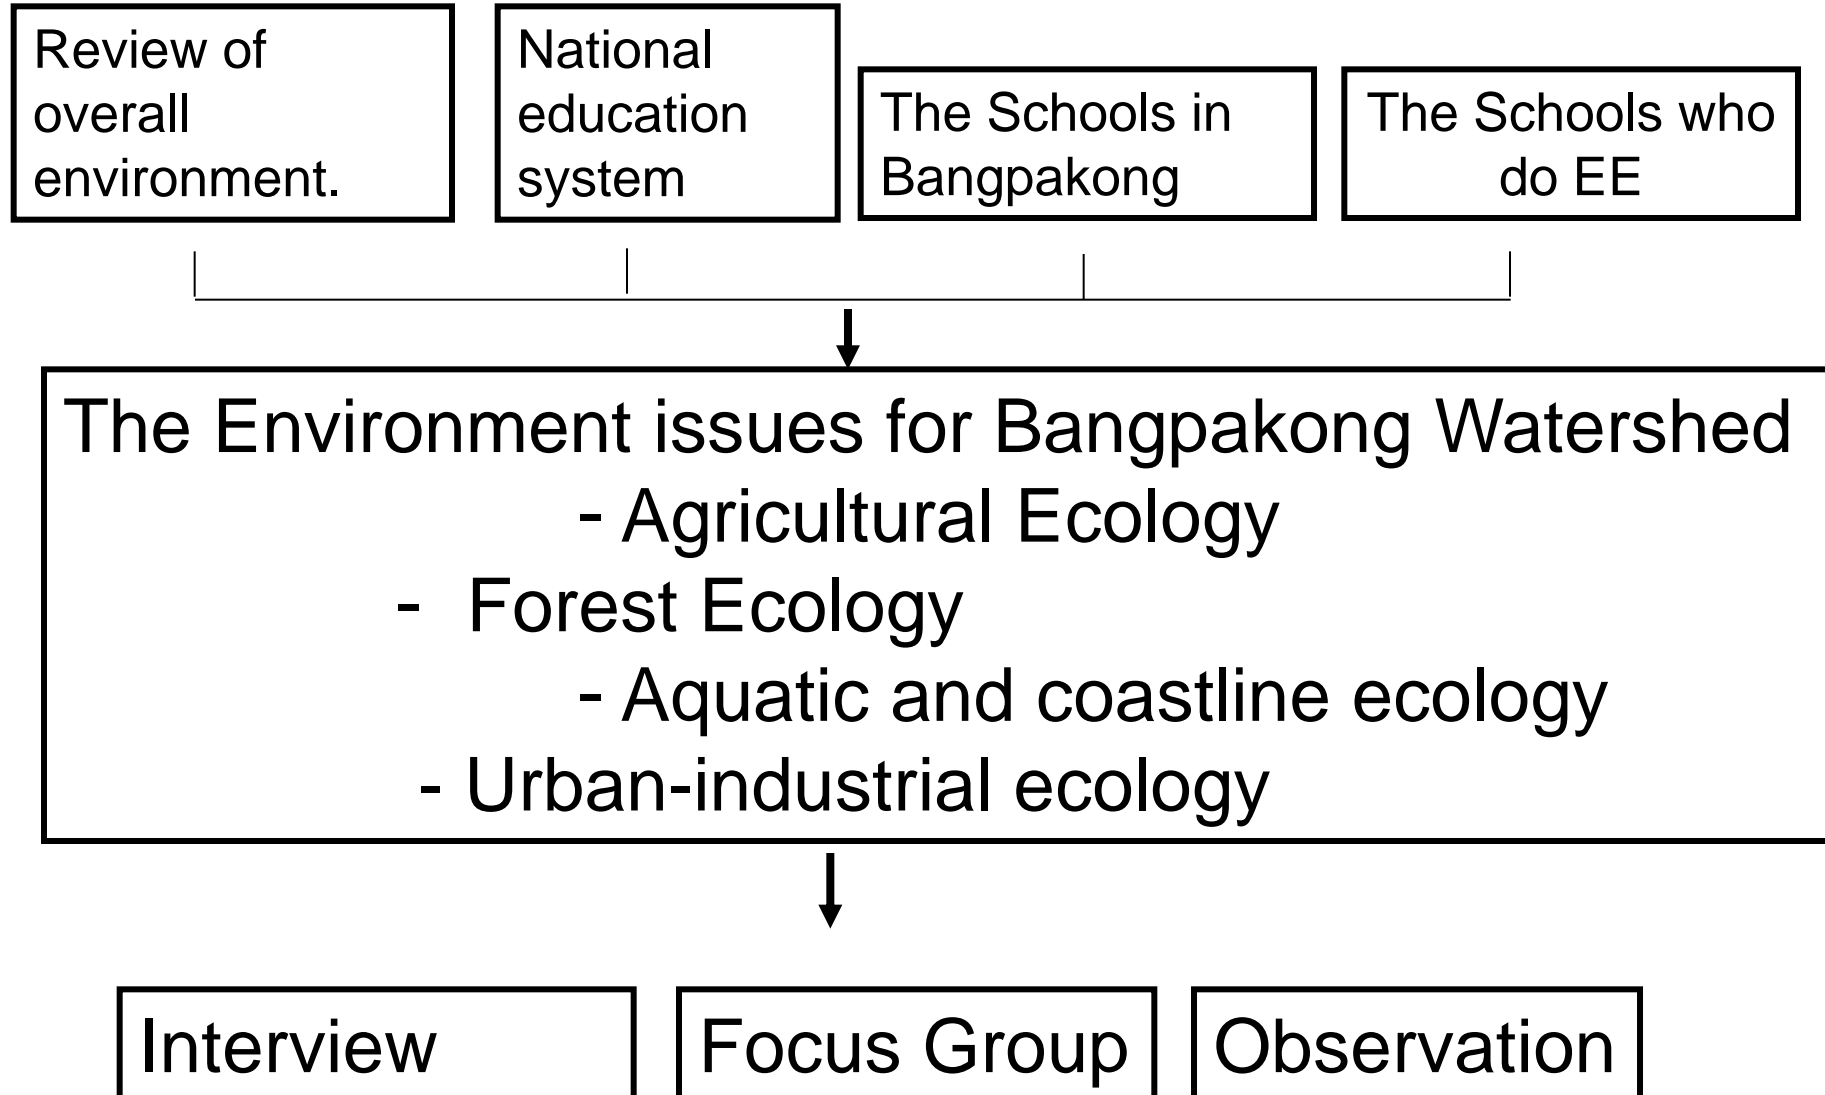 Review of
overall
environment.
National
education
system
The Schools in
Bangpakong
The Schools who
do EE
The Environment issues for Bangpakong Watershed
- Agricultural Ecology
- Forest Ecology
- Aquatic and coastline ecology
- Urban-industrial ecology
Interview
Focus Group
Observation